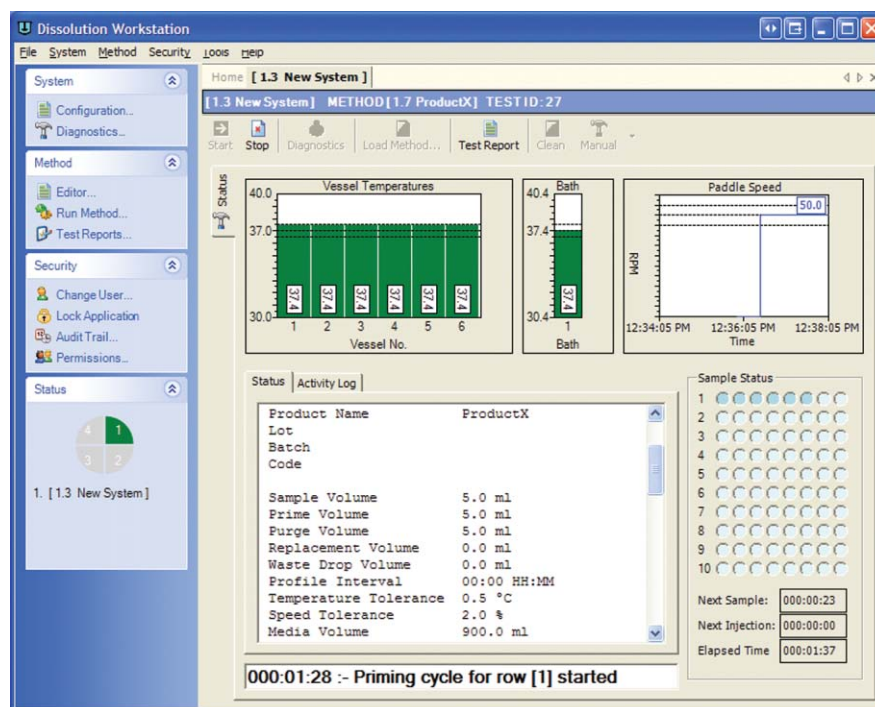 Dissolution Workstation
File System Method Security Tools Help
System
Configuration...
Diagnostics...
Method
Editor...
Run Method...
Test Reports...
Security
Change User...
Lock Application
Audit Trail...
Permissions...
Status
4 1
3 2
1. [ 1.3 New System ]
Home [ 1.3 New System ]
[1.3 New System] METHOD[1.7 ProductX] TESTID:27
Start Stop Diagnostics Load Method... Test Report Clean Manual
Status
Vessel Temperatures
40.0
37.0
30.0
37.4 37.4 37.4 37.4 37.4 37.4
1 2 3 4 5 6
Vessel No.
Bath
40.4
37.4
30.4
37.4
1
Bath
Paddle Speed
50.0
RPM
12:34:05 PM 12:36:05 PM 12:38:05 PM
Time
Status Activity Log
Product Name ProductX
Lot
Batch
Code
Sample Volume 5.0 ml
Prime Volume 5.0 ml
Purge Volume 5.0 ml
Replacement Volume 0.0 ml
Waste Drop Volume 0.0 ml
Profile Interval 00:00 HH:MM
Temperature Tolerance 0.5 °C
Speed Tolerance 2.0 %
Media Volume 900.0 ml
000:01:28 :- Priming cycle for row [1] started
Sample Status
1
2
3
4
5
6
7
8
9
10
Next Sample: 000:00:23
Next Injection: 000:00:00
Elapsed Time 000:01:37